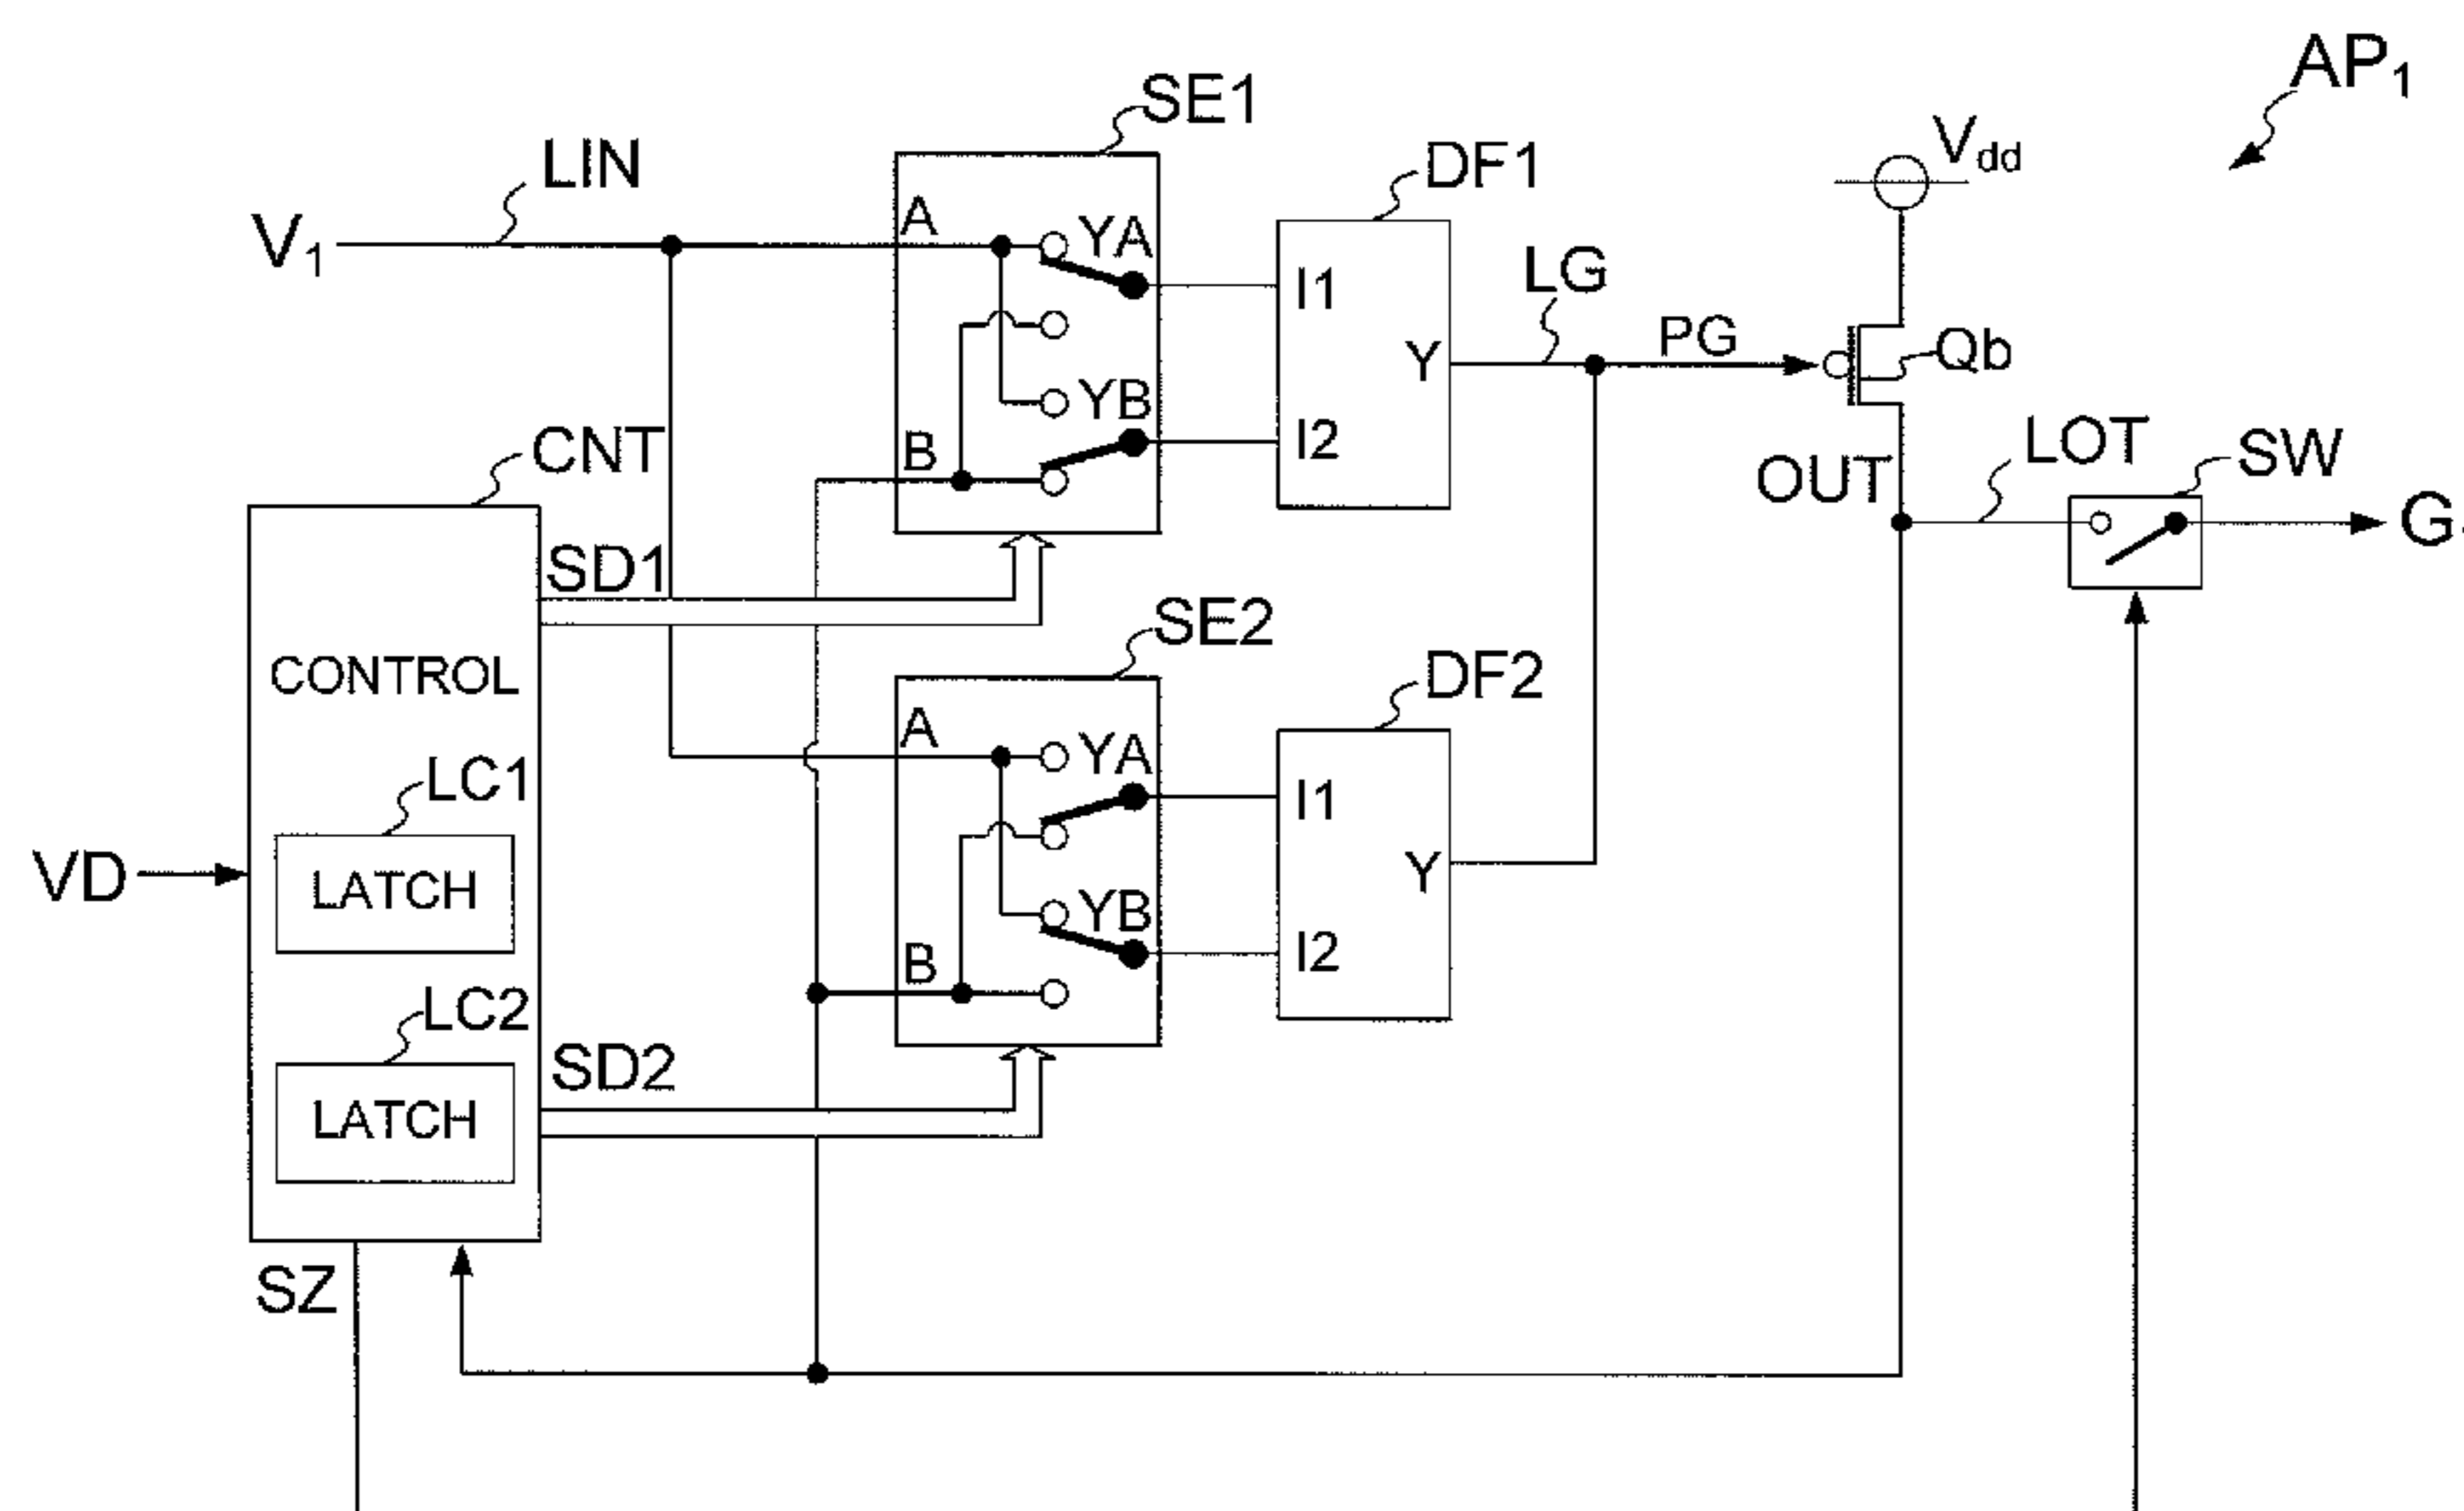 AP1
SE1
Vdd
LIN
DF1
V1
A
YA
I1
LG
PG
Qb
Y
YB
I2
B
CNT
LOT
SW
OUT
G
SD1
SE2
CONTROL
DF2
A
YA
LC1
I1
LATCH
VD
Y
YB
I2
B
LC2
SD2
LATCH
SZ